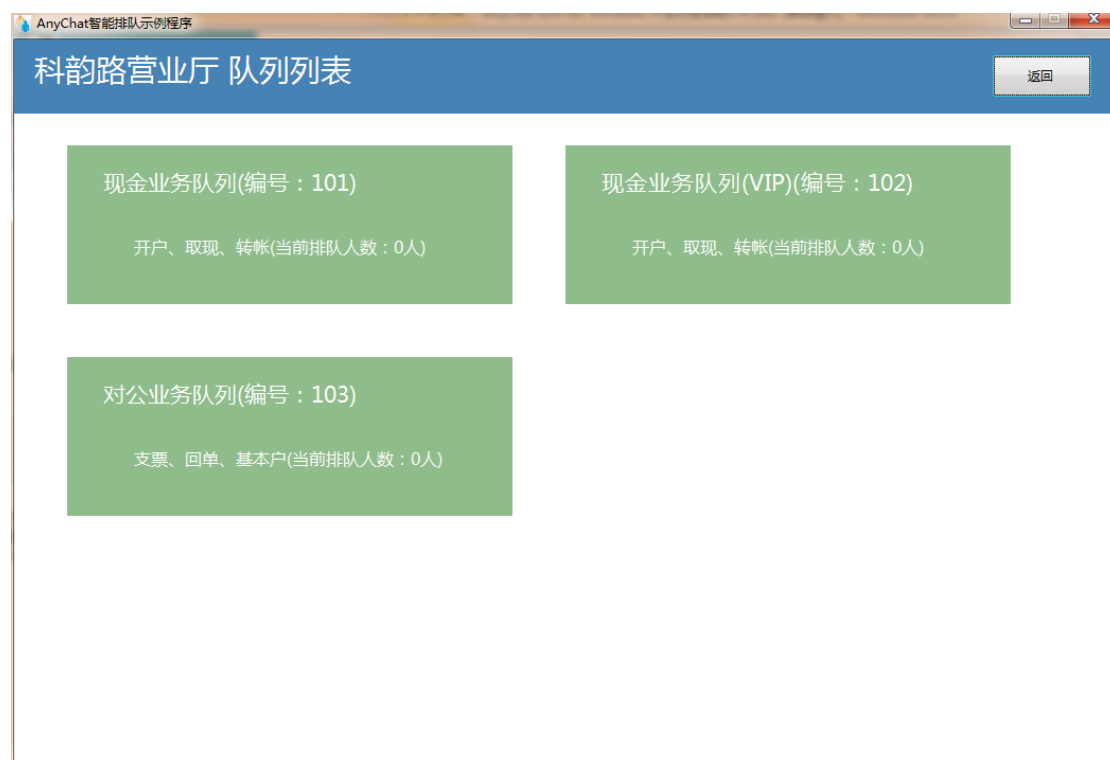 AnyChat智能排队示例程序
科韵路营业厅 队列列表
返回
现金业务队列(编号：101)
开户、取现、转帐(当前排队人数：0人)
现金业务队列(VIP)(编号：102)
开户、取现、转帐(当前排队人数：0人)
对公业务队列(编号：103)
支票、回单、基本户(当前排队人数：0人)